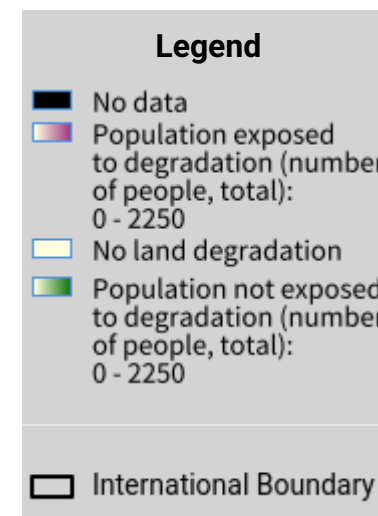 Legend
No data
Population exposed
to degradation (number
of people, total):
0 - 2250
No land degradation
Population not exposed
to degradation (number
of people, total):
0 - 2250
International Boundary